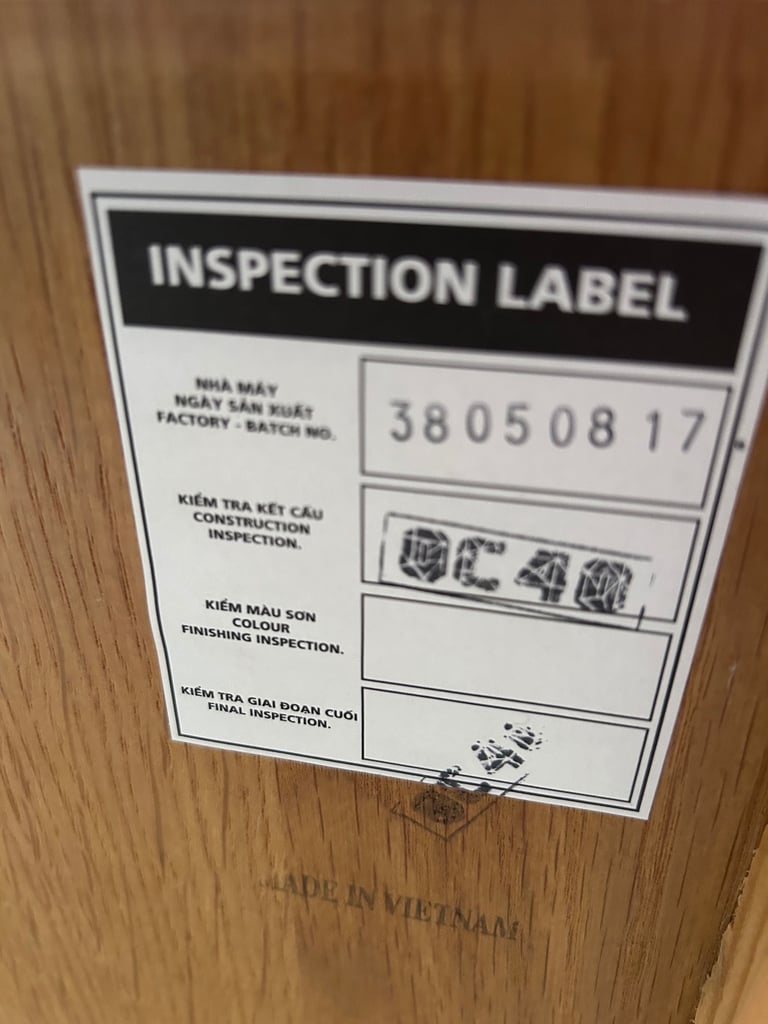 INSPECTION LABEL
NHÀ MÁY
NGÀY SẢN XUẤT
FACTORY - BATCH NO.
38050817
KIỂM TRA KẾT CẤU
CONSTRUCTION
INSPECTION.
QC40
KIỂM MÀU SƠN
COLOUR
FINISHING INSPECTION.
KIỂM TRA GIAI ĐOẠN CUỐI
FINAL INSPECTION.
MADE IN VIETNAM